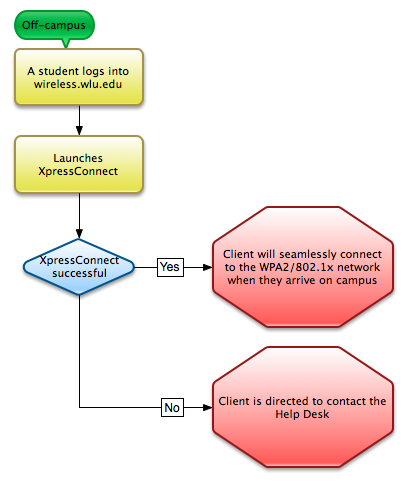 Off-campus
A student logs into
wireless.wlu.edu
Launches
XpressConnect
XpressConnect
successful
Yes
Client will seamlessly connect
to the WPA2/802.1x network
when they arrive on campus
No
Client is directed to contact the
Help Desk